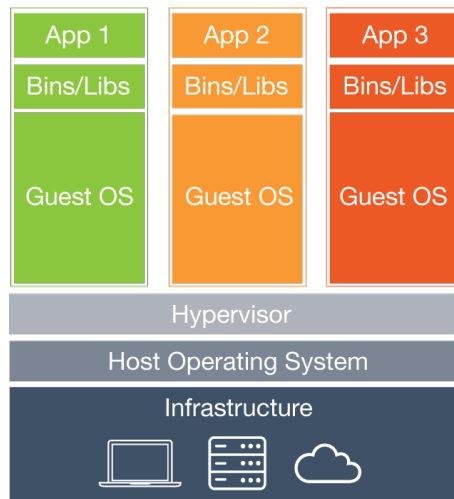 App 1
App 2
App 3
Bins/Libs
Bins/Libs
Bins/Libs
Guest OS
Guest OS
Guest OS
Hypervisor
Host Operating System
Infrastructure